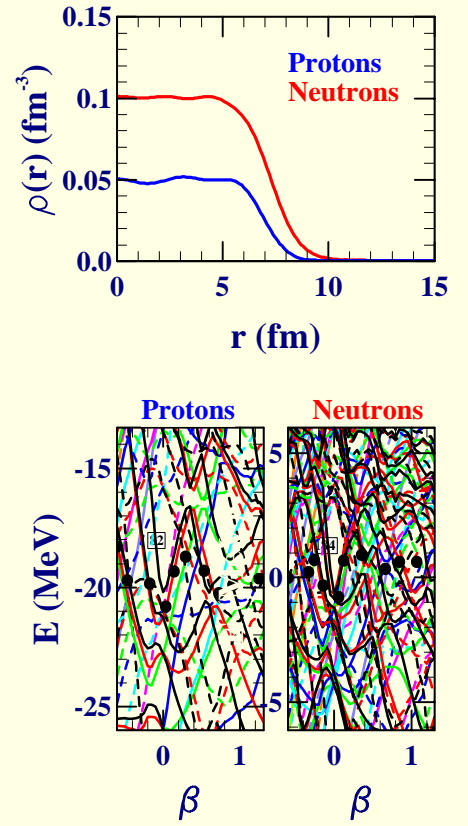 0.15
0.1
0.05
0.0
ρ(r) (fm-3)
Protons
Neutrons
0 5 10 15
r (fm)
Protons Neutrons
-15
-20
-25
E (MeV)
5
0
-5
0 1 0 1
β β